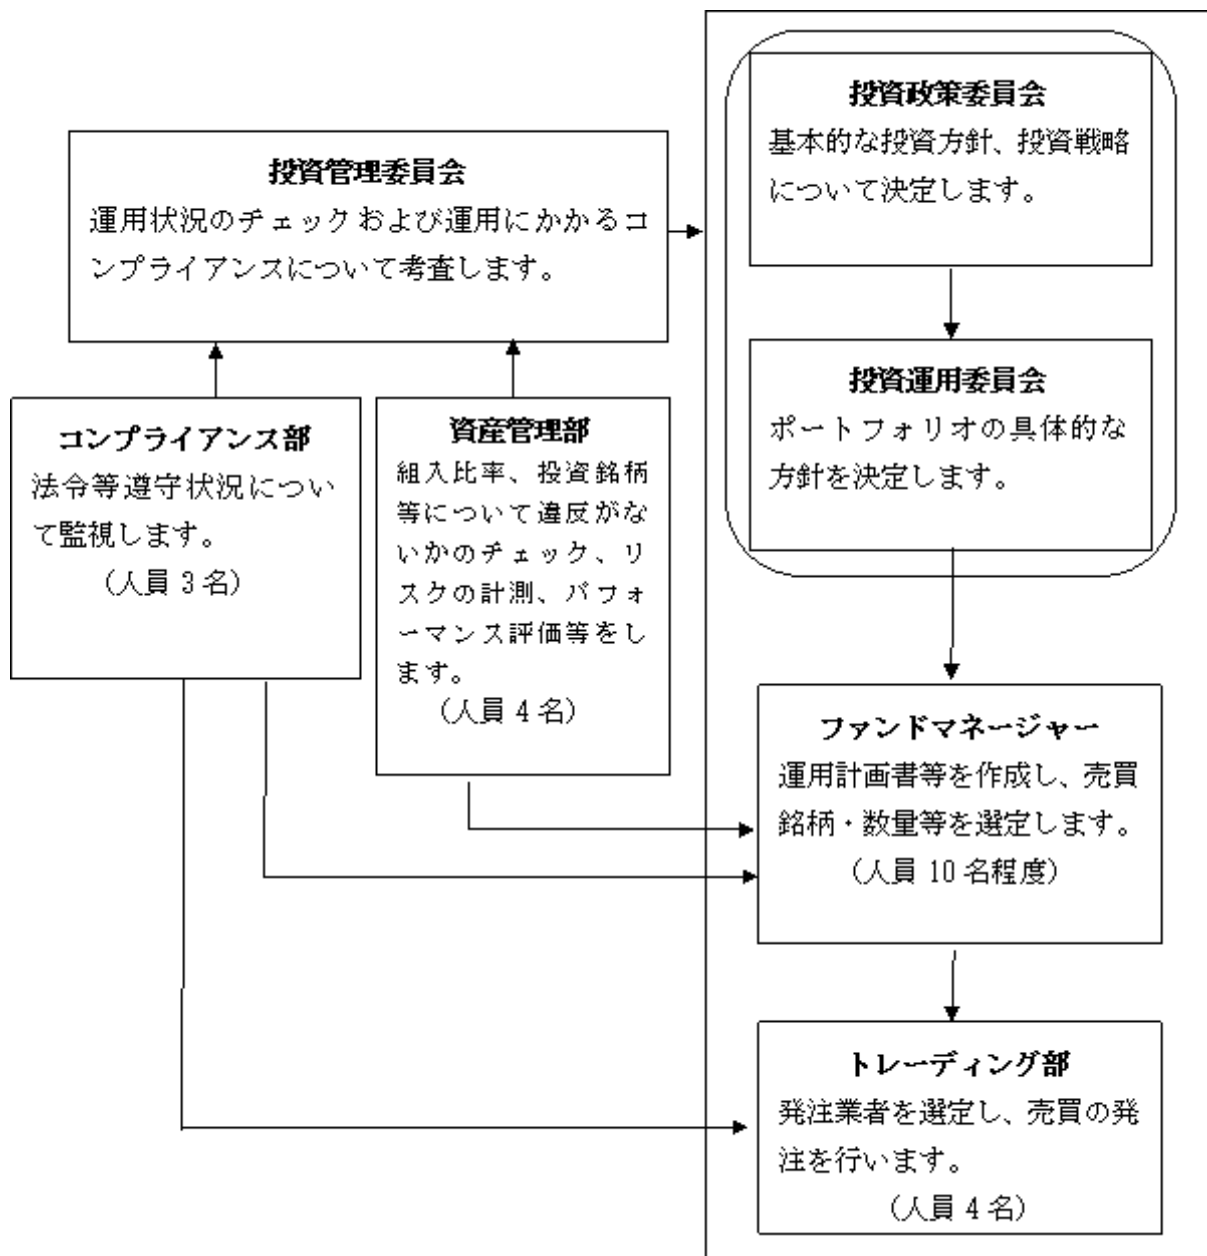 投資政策委員会
基本的な投資方針、投資戦略
について決定します。
投資管理委員会
運用状況のチェックおよび運用にかかるコ
ンプライアンスについて考査します。
投資運用委員会
ポートフォリオの具体的な
方針を決定します。
コンプライアンス部
法令等遵守状況につい
て監視します。
（人員 3 名）
資産管理部
組入比率、投資銘柄
等について違反がな
いかのチェック、リ
スクの計測、パフォ
ーマンス評価等をし
ます。
（人員 4 名）
ファンドマネージャー
運用計画書等を作成し、売買
銘柄・数量等を選定します。
（人員 10 名程度）
トレーディング部
発注業者を選定し、売買の発
注を行います。
（人員 4 名）